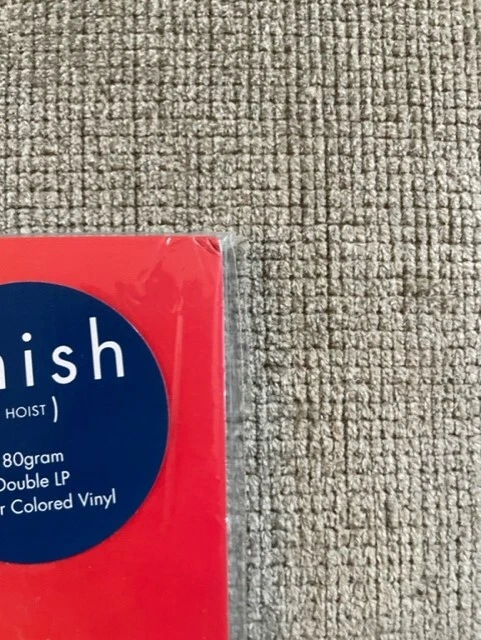 hish
HOIST )
80gram
Double LP
r Colored Vinyl